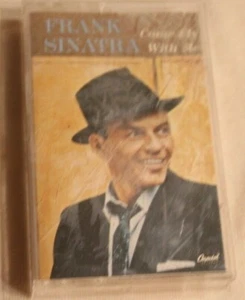 FRANK
SINATRA
Come Fly
With Me
Capitol